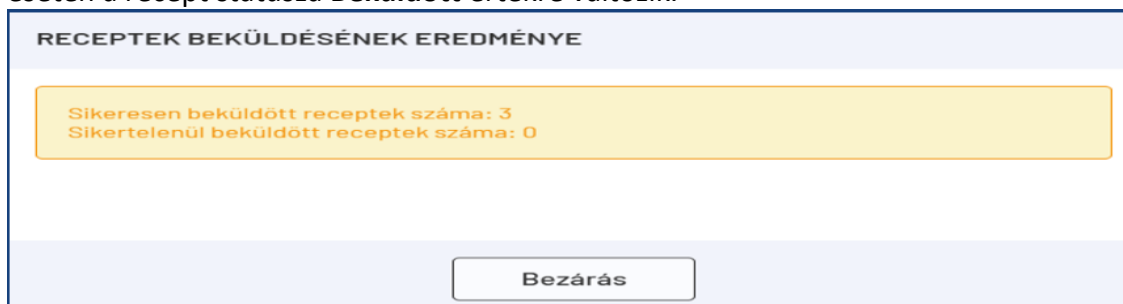 RECEPTEK BEKÜLDÉSÉNEK EREDMÉNYE
Sikeresen beküldött receptek száma: 3
Sikertelenül beküldött receptek száma: 0
Bezárás